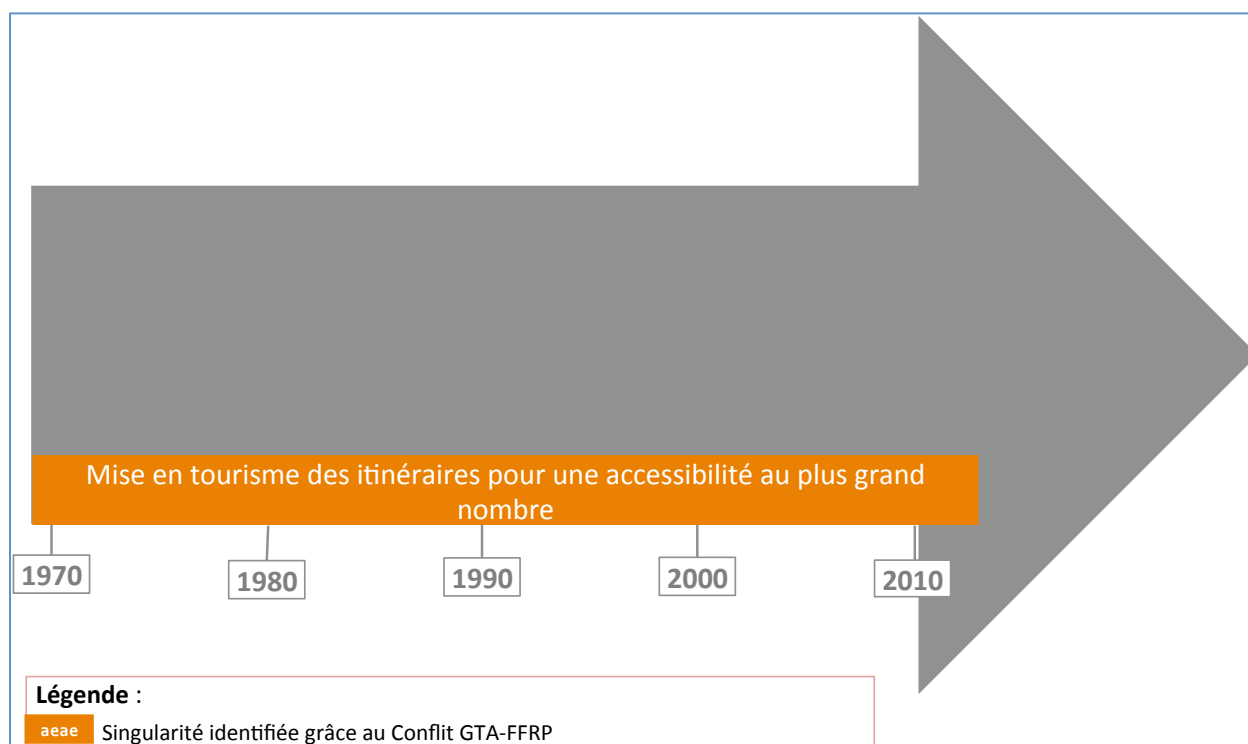 Mise en tourisme des itinéraires pour une accessibilité au plus grand
nombre
1970
1980
1990
2000
2010
Légende :
aeae Singularité identifiée grâce au Conflit GTA-FFRP